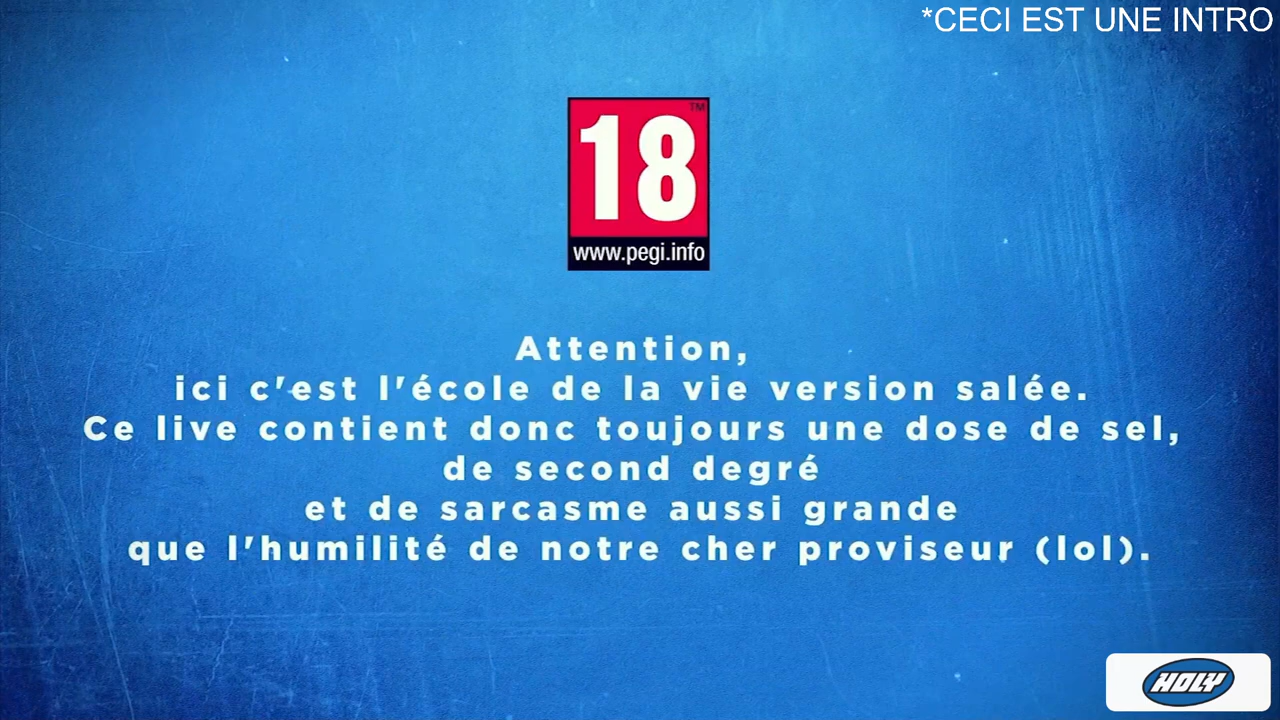 *CECI EST UNE INTRO
TM
18
www.pegi.info
Attention,
ici c'est l'école de la vie version salée.
Ce live contient donc toujours une dose de sel,
de second degré
et de sarcasme aussi grande
que l'humilité de notre cher proviseur (lol).
HOLY